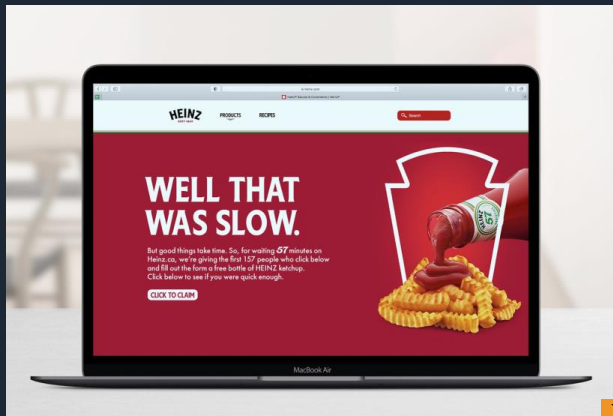 HEINZ
PRODUCTS
RECIPES
Search
WELL THAT
WAS SLOW.
But good things take time. So, for waiting 57 minutes on
Heinz.ca, we're giving the first 157 people who click below
and fill out the form a free bottle of HEINZ ketchup.
Click below to see if you were quick enough.
CLICK TO CLAIM
HEINZ
57
MacBook Air